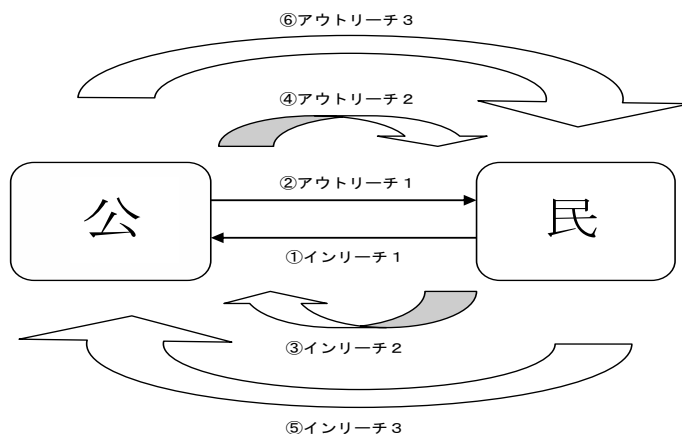 ⑥アウトリーチ３
④アウトリーチ２
②アウトリーチ１
公
民
①インリーチ１
③インリーチ２
⑤インリーチ３